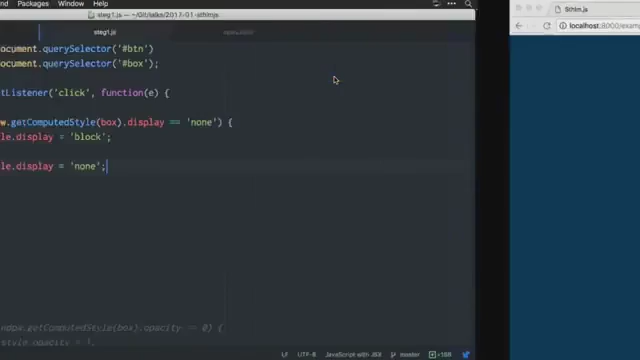 nd Packages Window Help
steg1.js — ~/Git/talks/2017-01-sthlmjs
6thlm.js
steg1.js
localhost:8000/exam
ocument.querySelector('#btn')
ocument.querySelector('#box');
tListener('click', function(e) {
w.getComputedStyle(box).display == 'none') {
le.display = 'block';
le.display = 'none';
ndow.getComputedStyle(box).opacity == 0) {
style.opacity = 1,
LF UTF-8 JavaScript with JSX master +169